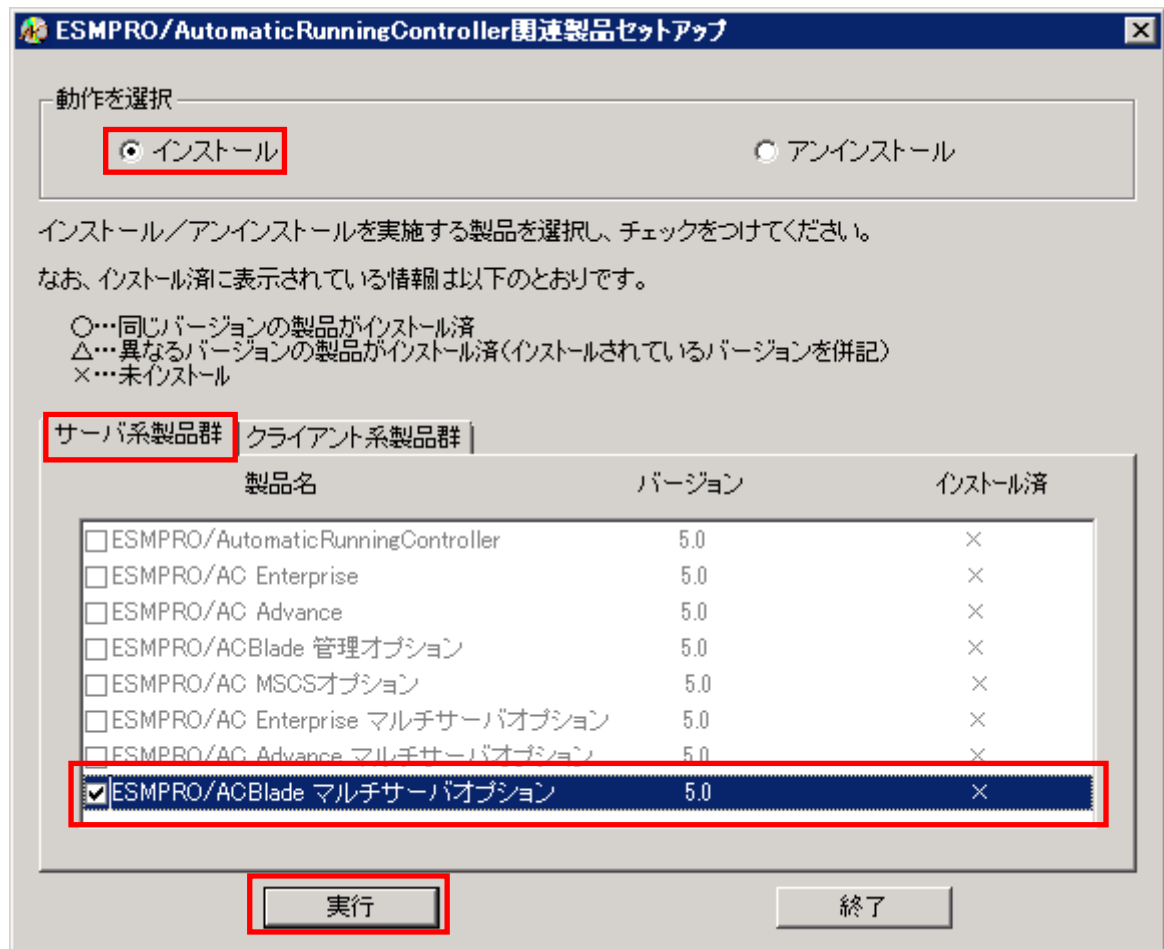 ESMPRO/AutomaticRunningController関連製品セットアップ
動作を選択
インストール アンインストール
インストール／アンインストールを実施する製品を選択し、チェックをつけてください。
なお、インストール済に表示されている情報は以下のとおりです。
○…同じバージョンの製品がインストール済
△…異なるバージョンの製品がインストール済(インストールされているバージョンを併記)
×…未インストール
サーバ系製品群 クライアント系製品群
製品名 バージョン インストール済
ESMPRO/AutomaticRunningController 5.0 ×
ESMPRO/AC Enterprise 5.0 ×
ESMPRO/AC Advance 5.0 ×
ESMPRO/ACBlade 管理オプション 5.0 ×
ESMPRO/AC MSCSオプション 5.0 ×
ESMPRO/AC Enterprise マルチサーバオプション 5.0 ×
ESMPRO/AC Advance マルチサーバオプション 5.0 ×
ESMPRO/ACBlade マルチサーバオプション 5.0 ×
実行 終了